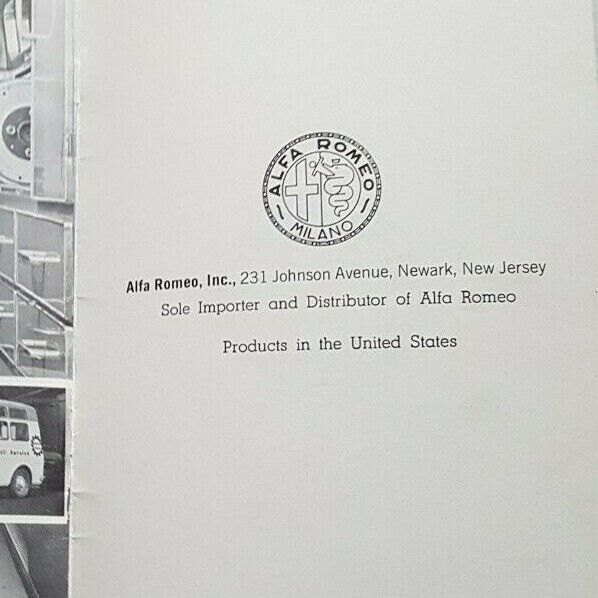 ALFA ROMEO
MILANO
Alfa Romeo, Inc., 231 Johnson Avenue, Newark, New Jersey
Sole Importer and Distributor of Alfa Romeo
Products in the United States
Service